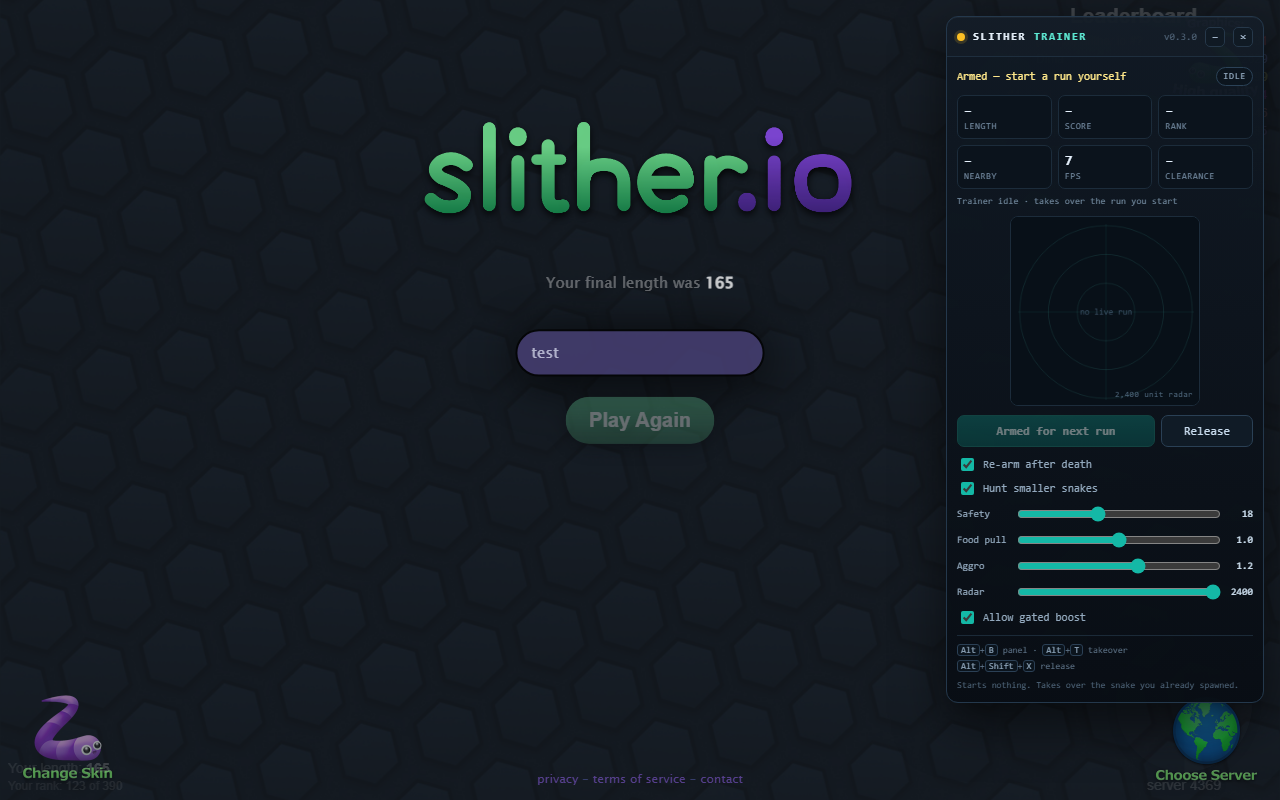 Leaderboard
SLITHER TRAINER
v0.3.0
–
×
Armed — start a run yourself
IDLE
—
LENGTH
—
SCORE
—
RANK
—
NEARBY
7
FPS
—
CLEARANCE
Trainer idle · takes over the run you start
no live run
2,400 unit radar
Armed for next run
Release
Re-arm after death
Hunt smaller snakes
Safety 18
Food pull 1.0
Aggro 1.2
Radar 2400
Allow gated boost
Alt+B panel · Alt+T takeover
Alt+Shift+X release
Starts nothing. Takes over the snake you already spawned.
slither.io
Your final length was 165
test
Play Again
Your length: 165
Change Skin
Your rank: 123 of 390
privacy - terms of service - contact
Choose Server
server 4369